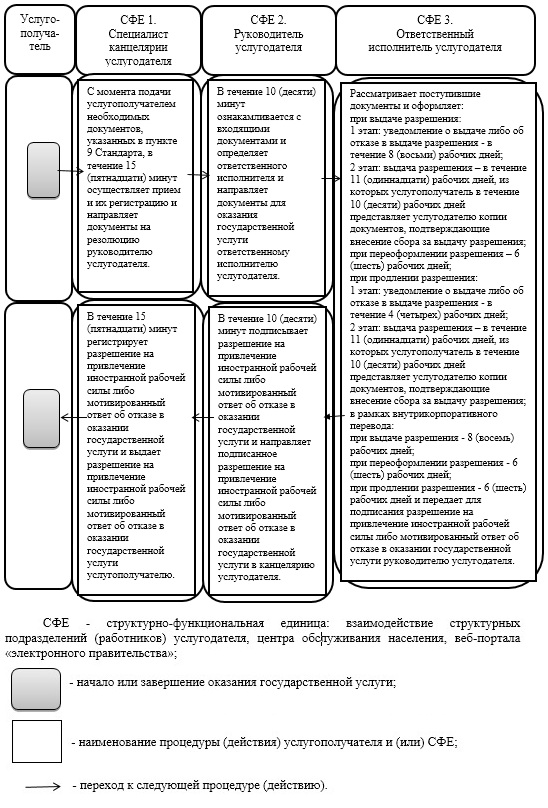 Услуго-
получа-
тель
СФЕ 1.
Специалист
канцелярии
услугодателя
СФЕ 2.
Руководитель
услугодателя
СФЕ 3.
Ответственный
исполнитель услугодателя
С момента подачи
услугополучателем
необходимых
документов,
указанных в пункте
9 Стандарта, в
течение 15
(пятнадцати) минут
осуществляет прием
и их регистрацию и
направляет
документы на
резолюцию
руководителю
услугодателя.
В течение 10 (десяти)
минут
ознакамливается с
входящими
документами и
определяет
ответственного
исполнителя и
направляет
документы для
оказания
государственной
услуги
ответственному
исполнителю
услугодателя.
Рассматривает поступившие
документы и оформляет:
при выдаче разрешения:
1 этап: уведомление о выдаче либо об
отказе в выдаче разрешения - в
течение 8 (восьми) рабочих дней;
2 этап: выдача разрешения – в течение
11 (одиннадцати) рабочих дней, из
которых услугополучатель в течение
10 (десяти) рабочих дней
представляет услугодателю копии
документов, подтверждающие
внесение сбора за выдачу разрешения;
при переоформлении разрешения – 6
(шесть) рабочих дней;
при продлении разрешения:
1 этап: уведомление о выдаче либо об
отказе в выдаче разрешения - в
течение 4 (четырех) рабочих дней;
2 этап: выдача разрешения – в течение
11 (одиннадцати) рабочих дней, из
которых услугополучатель в течение
10 (десяти) рабочих дней
представляет услугодателю копии
документов, подтверждающие
внесение сбора за выдачу разрешения;
в рамках внутрикорпоративного
перевода:
при выдаче разрешения - 8 (восемь)
рабочих дней;
при переоформлении разрешения - 6
(шесть) рабочих дней;
при продлении разрешения - 6 (шесть)
рабочих дней и передает для
подписания разрешение на
привлечение иностранной рабочей
силы либо мотивированный ответ об
отказе в оказании государственной
услуги руководителю услугодателя.
В течение 15
(пятнадцати) минут
регистрирует
разрешение на
привлечение
иностранной рабочей
силы либо
мотивированный
ответ об отказе в
оказании
государственной
услуги и выдает
разрешение на
привлечение
иностранной рабочей
силы либо
мотивированный
ответ об отказе в
оказании
государственной
услуги
услугополучателю.
В течение 10 (десяти)
минут подписывает
разрешение на
привлечение
иностранной рабочей
силы либо
мотивированный
ответ об отказе в
оказании
государственной
услуги и направляет
подписанное
разрешение на
привлечение
иностранной рабочей
силы либо
мотивированный
ответ об отказе в
оказании
государственной
услуги в канцелярию
услугодателя.
СФЕ - структурно-функциональная единица: взаимодействие структурных
подразделений (работников) услугодателя, центра обслуживания населения, веб-портала
«электронного правительства»;
- начало или завершение оказания государственной услуги;
- наименование процедуры (действия) услугополучателя и (или) СФЕ;
- переход к следующей процедуре (действию).